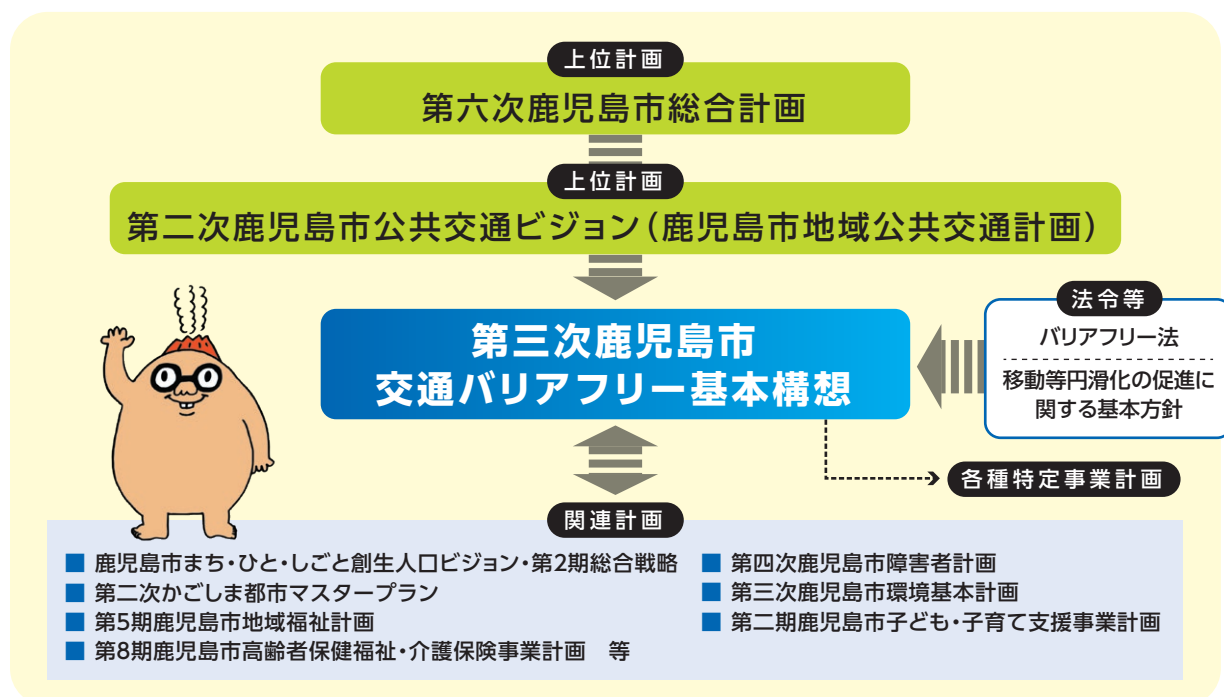 上位計画
第六次鹿児島市総合計画
上位計画
第二次鹿児島市公共交通ビジョン(鹿児島市地域公共交通計画)
第三次鹿児島市
交通バリアフリー基本構想
法令等
バリアフリー法
移動等円滑化の促進に
関する基本方針
各種特定事業計画
関連計画
■ 鹿児島市まち・ひと・しごと創生人口ビジョン・第2期総合戦略
■ 第二次かごしま都市マスタープラン
■ 第5期鹿児島市地域福祉計画
■ 第8期鹿児島市高齢者保健福祉・介護保険事業計画 等
■ 第四次鹿児島市障害者計画
■ 第三次鹿児島市環境基本計画
■ 第二期鹿児島市子ども・子育て支援事業計画